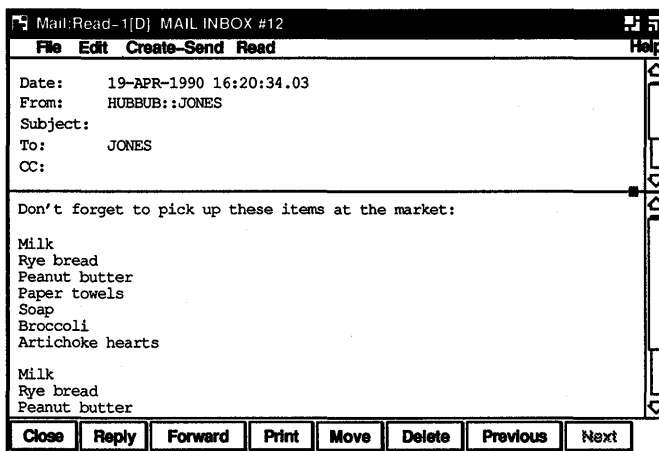 Mail:Read-1[D] MAIL INBOX #12
File Edit Create-Send Read Help
Date: 19-APR-1990 16:20:34.03
From: HUBBUB::JONES
Subject:
To: JONES
CC:
Don't forget to pick up these items at the market:
Milk
Rye bread
Peanut butter
Paper towels
Soap
Broccoli
Artichoke hearts
Milk
Rye bread
Peanut butter
Close Reply Forward Print Move Delete Previous Next